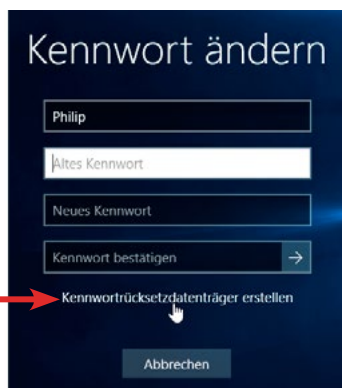 Kennwort ändern
Philip
Altes Kennwort
Neues Kennwort
Kennwort bestätigen
Kennwortrücksetzdatenträger erstellen
Abbrechen